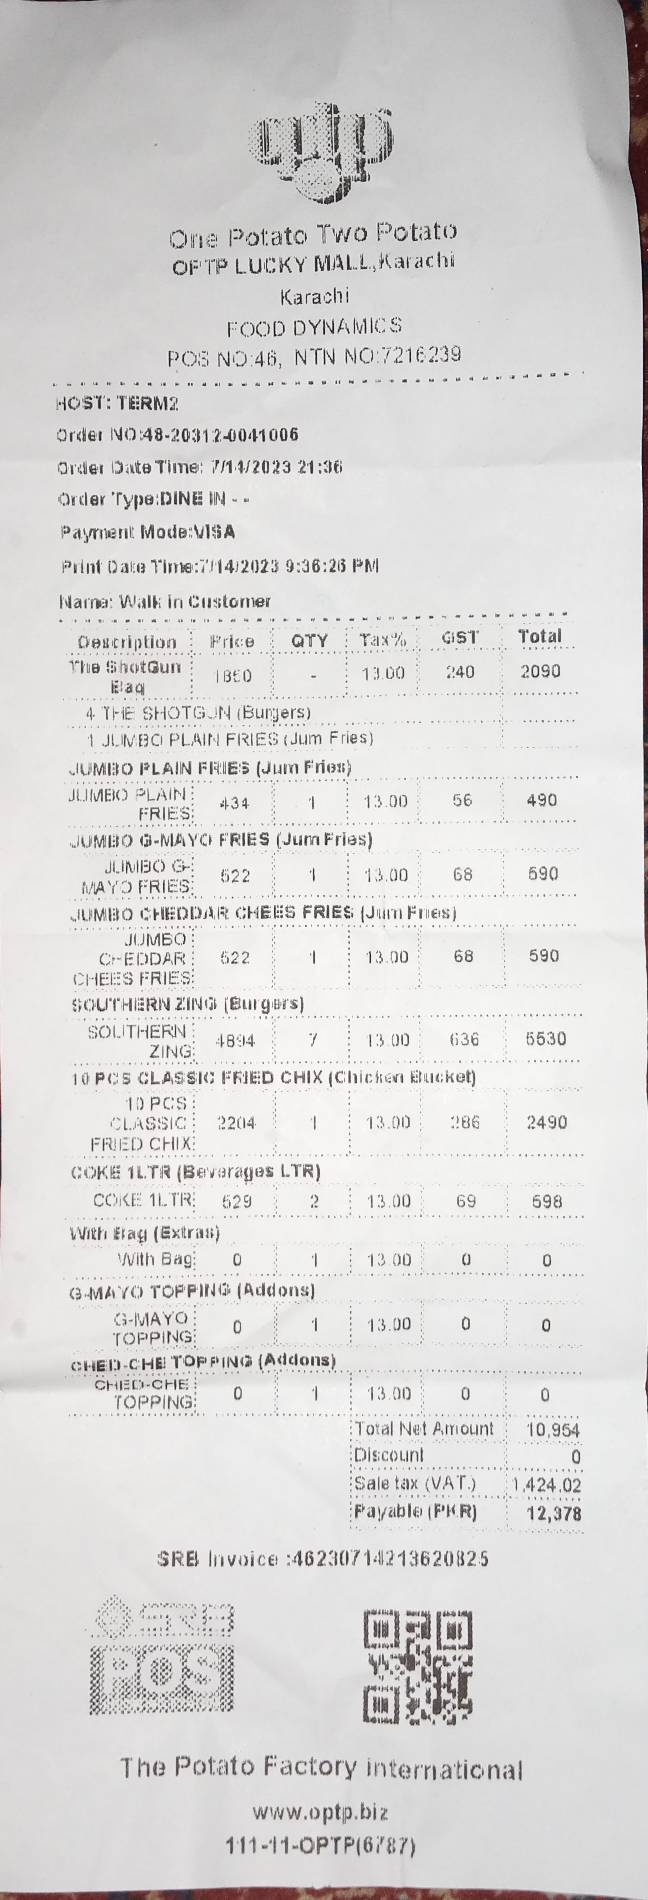 optp
One Potato Two Potato
OPTP LUCKY MALL,Karachi
Karachi
FOOD DYNAMICS
POS NO:46, NTN NO:7216239
HOST: TERM2
Order NO:48-20312-0041006
Order Date Time: 7/14/2023 21:36
Order Type:DINE IN - -
Payment Mode:VISA
Print Date Time:7/14/2023 9:36:26 PM
Name: Walk in Customer
Description Price QTY Tax% GST Total
The ShotGun Bag 1850 - 13.00 240 2090
4 THE SHOTGUN (Burgers)
1 JUMBO PLAIN FRIES (Jum Fries)
JUMBO PLAIN FRIES (Jum Fries)
JUMBO PLAIN FRIES 434 1 13.00 56 490
JUMBO G-MAYO FRIES (Jum Fries)
JUMBO G-MAYO FRIES 522 1 13.00 68 590
JUMBO CHEDDAR CHEES FRIES (Jum Fries)
JUMBO CHEDDAR CHEES FRIES 522 1 13.00 68 590
SOUTHERN ZING (Burgers)
SOUTHERN ZING 4894 7 13.00 636 5530
10 PCS CLASSIC FRIED CHIX (Chicken Bucket)
10 PCS CLASSIC FRIED CHIX 2204 1 13.00 286 2490
COKE 1LTR (Beverages LTR)
COKE 1LTR 529 2 13.00 69 598
With Bag (Extras)
With Bag 0 1 13.00 0 0
G-MAYO TOPPING (Addons)
G-MAYO TOPPING 0 1 13.00 0 0
CHED-CHE TOPPING (Addons)
CHED-CHE TOPPING 0 1 13.00 0 0
Total Net Amount 10,954
Discount 0
Sale tax (VAT.) 1,424.02
Payable (PKR) 12,378
SRB Invoice :46230714213620825
SRB
POS
The Potato Factory international
www.optp.biz
111-11-OPTP(6787)